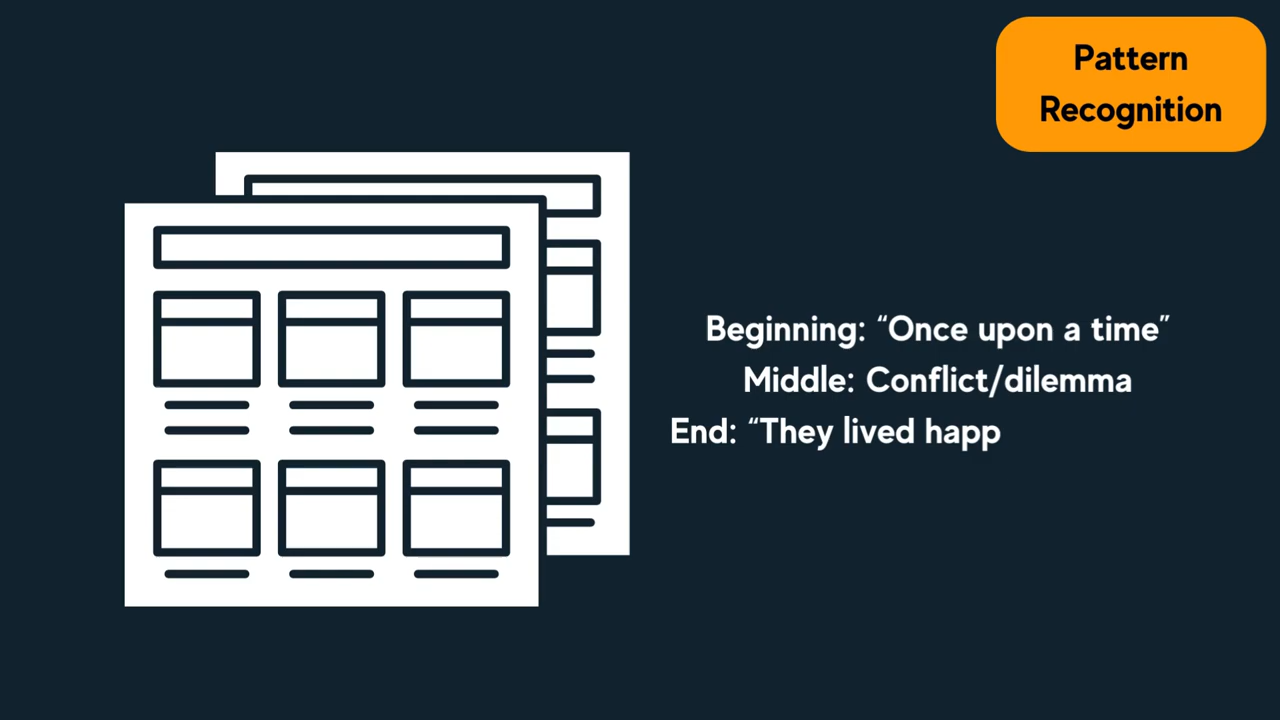 Pattern
Recognition
Beginning: “Once upon a time”
Middle: Conflict/dilemma
End: “They lived happ